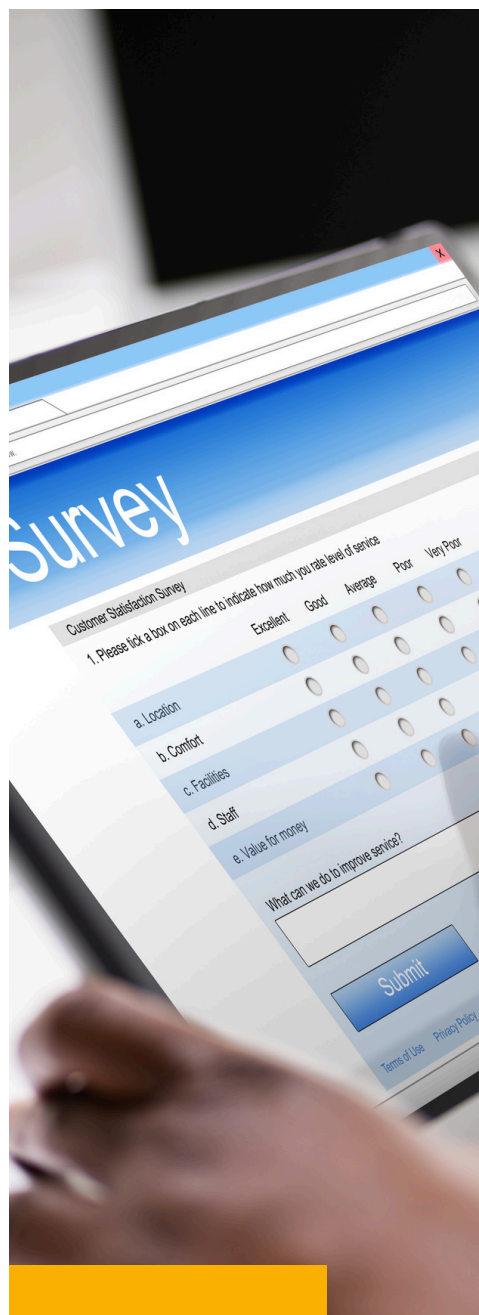 X
Survey
Customer Statisfaction Survey
1. Please tick a box on each line to indicate how much you rate level of service
Excellent Good Average Poor Very Poor
a. Location
b. Comfort
c. Facilities
d. Staff
e. Value for money
What can we do to improve service?
Submit
Terms of Use Privacy Policy